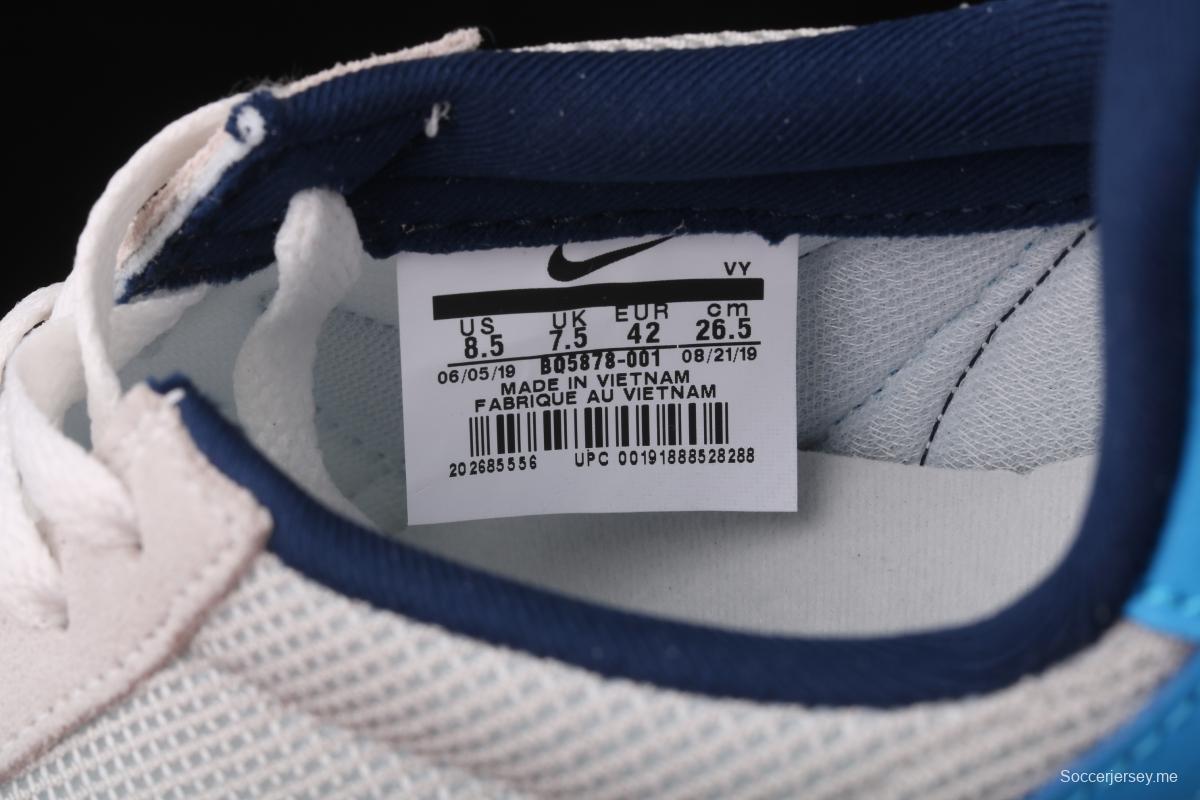 VY
US UK EUR cm
8.5 7.5 42 26.5
06/05/19 BQ5878-001 08/21/19
MADE IN VIETNAM
FABRIQUE AU VIETNAM
202685556 UPC 00191888528288
Soccerjersey.me